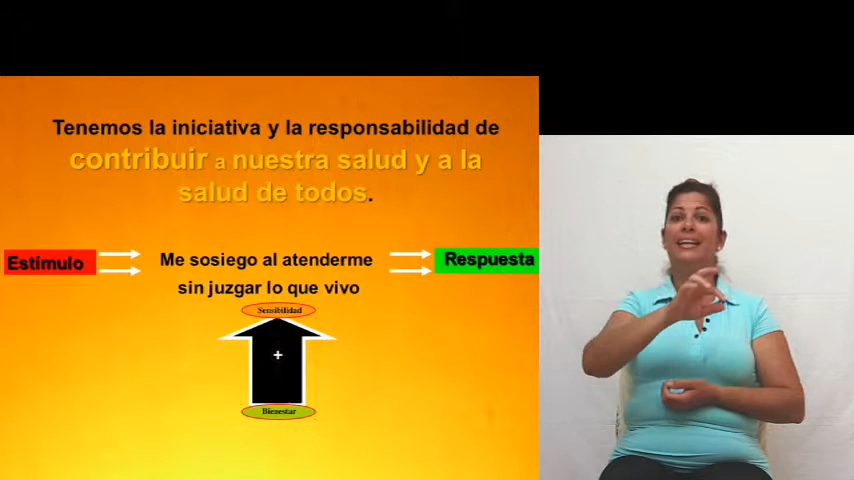 Tenemos la iniciativa y la responsabilidad de
contribuir a nuestra salud y a la
salud de todos.
Estímulo
Me sosiego al atenderme
sin juzgar lo que vivo
Respuesta
Sensibilidad
+
Bienestar